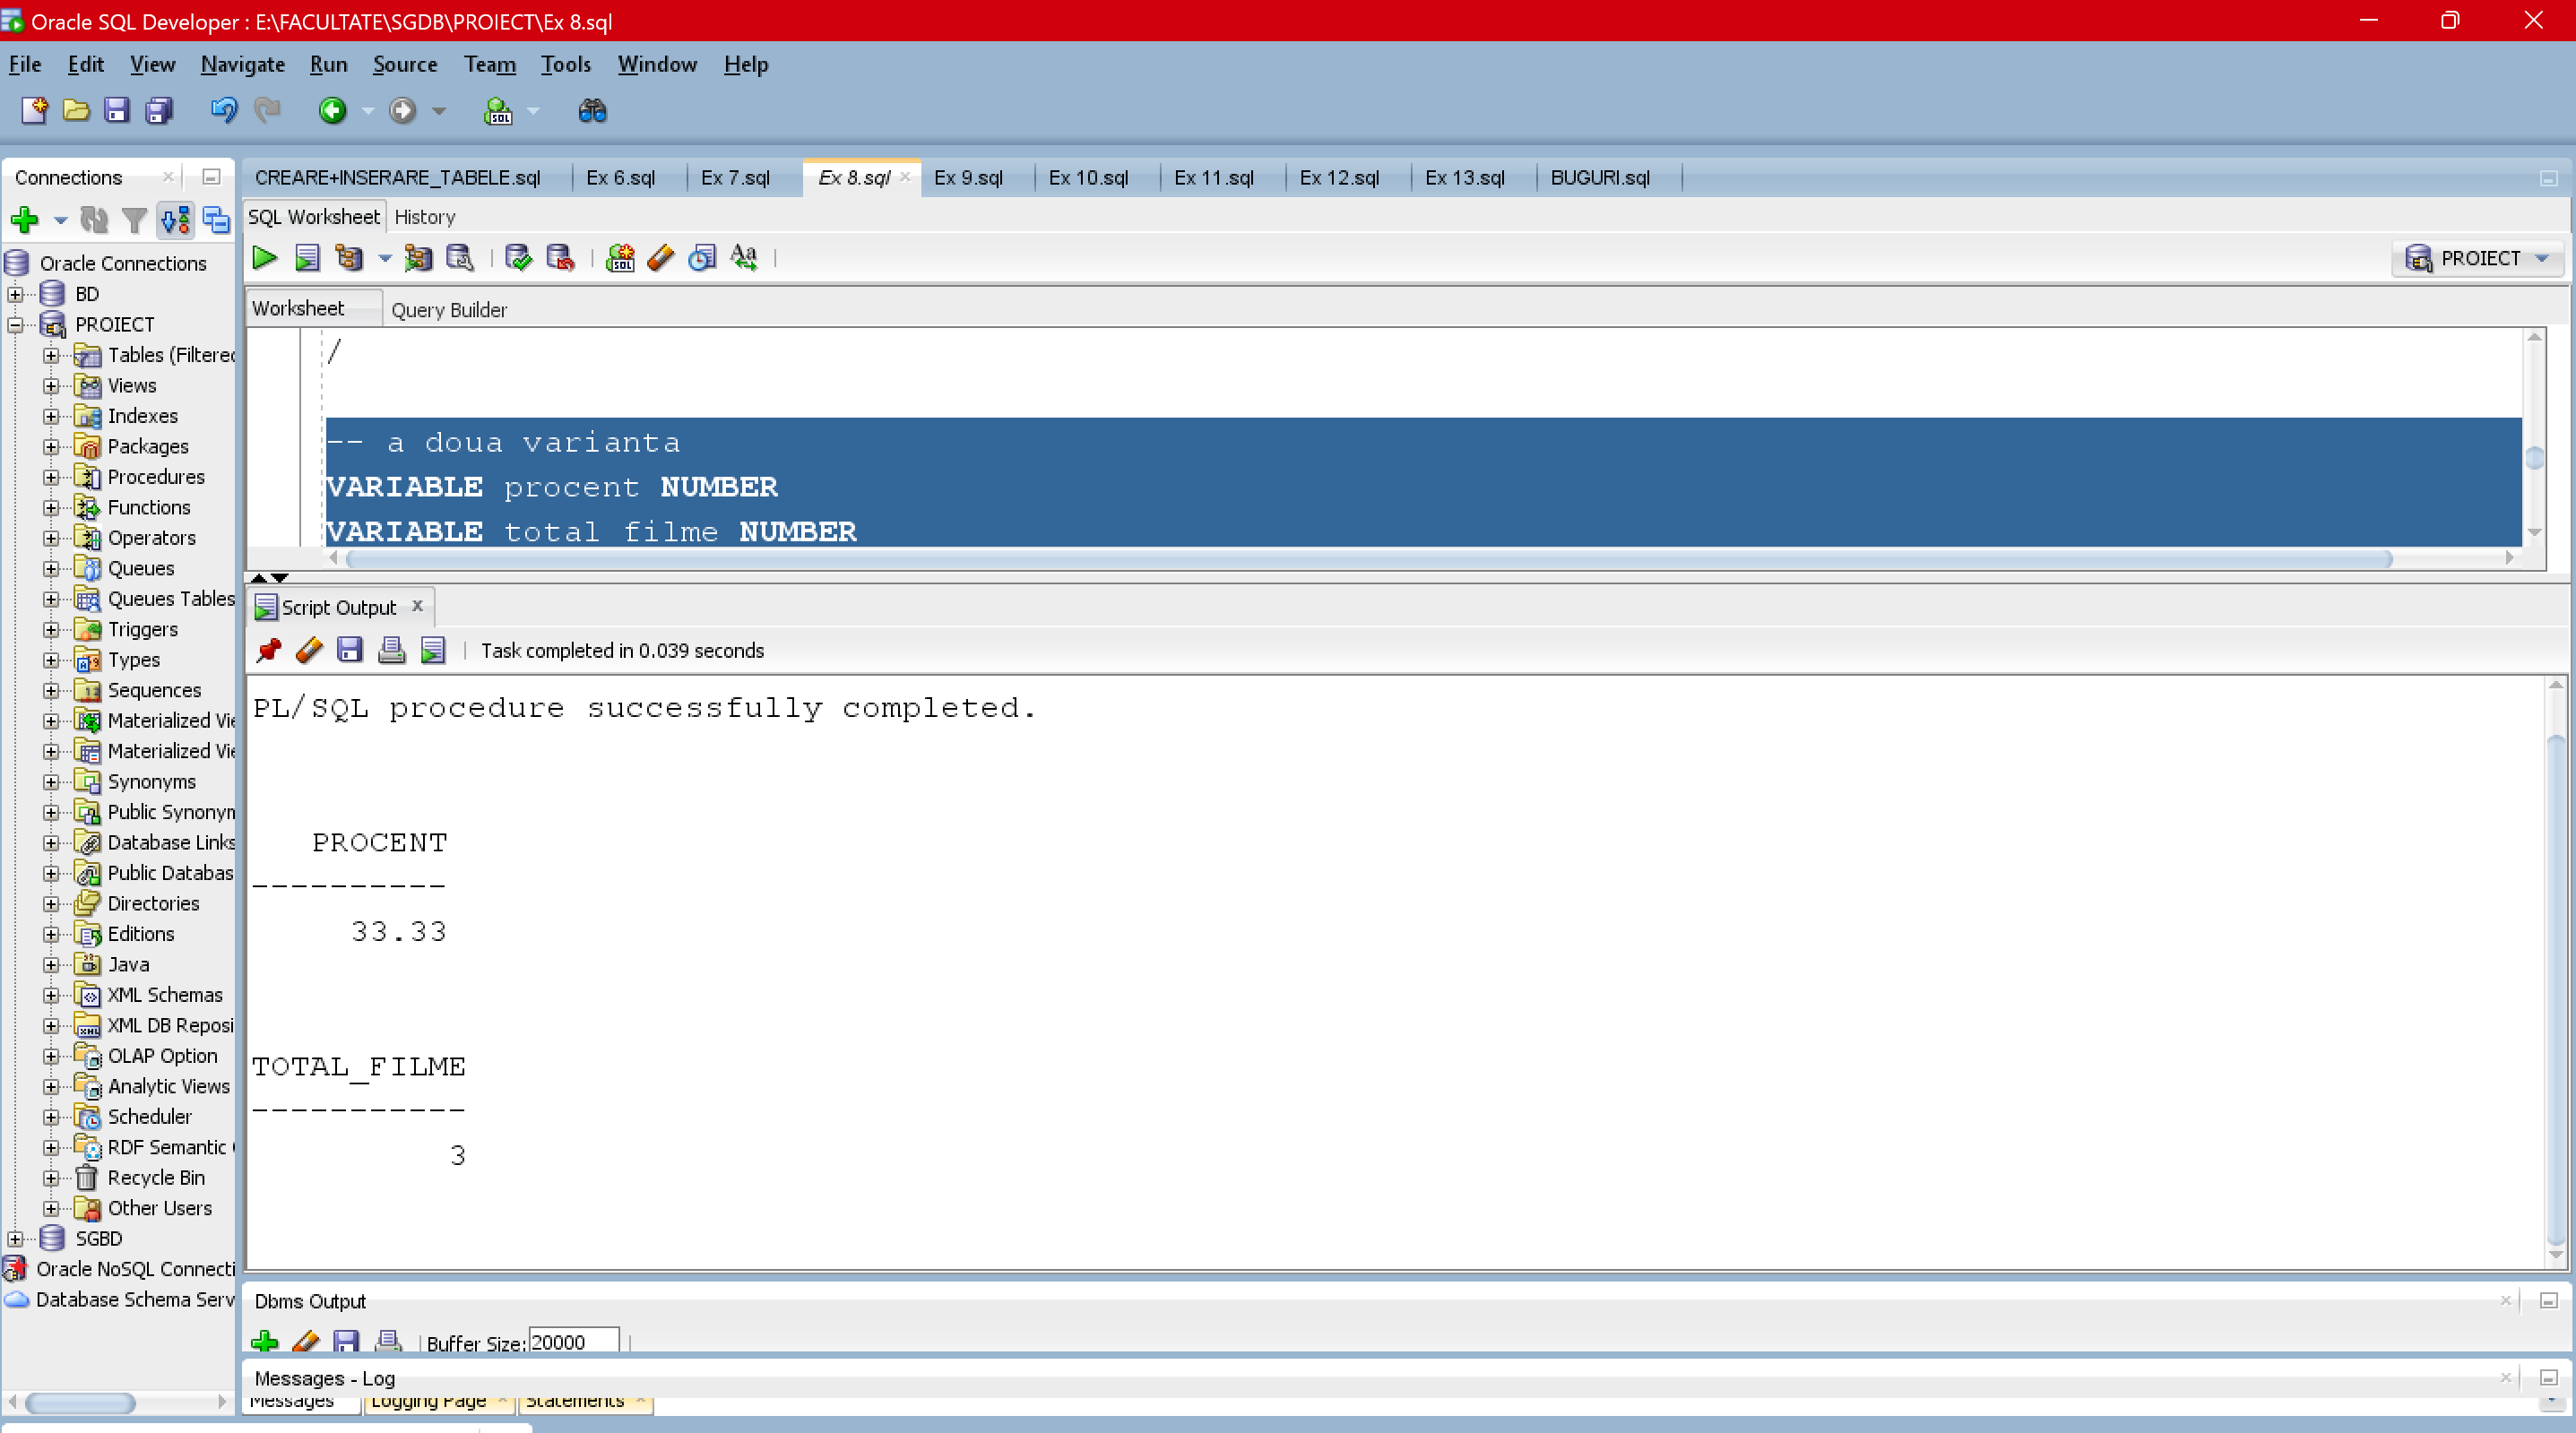 Oracle SQL Developer : E:\FACULTATE\SGDB\PROIECT\Ex 8.sql
File Edit View Navigate Run Source Team Tools Window Help
Connections
Oracle Connections
BD
PROIECT
Tables (Filtered
Views
Indexes
Packages
Procedures
Functions
Operators
Queues
Queues Tables
Triggers
Types
Sequences
Materialized Vie
Materialized Vie
Synonyms
Public Synonym
Database Links
Public Databas
Directories
Editions
Java
XML Schemas
XML DB Reposi
OLAP Option
Analytic Views
Scheduler
RDF Semantic
Recycle Bin
Other Users
SGBD
Oracle NoSQL Connecti
Database Schema Serv
CREARE+INSERARE_TABELE.sql Ex 6.sql Ex 7.sql Ex 8.sql Ex 9.sql Ex 10.sql Ex 11.sql Ex 12.sql Ex 13.sql BUGURI.sql
SQL Worksheet History
PROIECT
Worksheet Query Builder
/
-- a doua varianta
VARIABLE procent NUMBER
VARIABLE total_filme NUMBER
Script Output
Task completed in 0.039 seconds
PL/SQL procedure successfully completed.
PROCENT
----------
33.33
TOTAL_FILME
-----------
3
Dbms Output
Buffer Size: 20000
Messages - Log
Messages Logging Page Statements